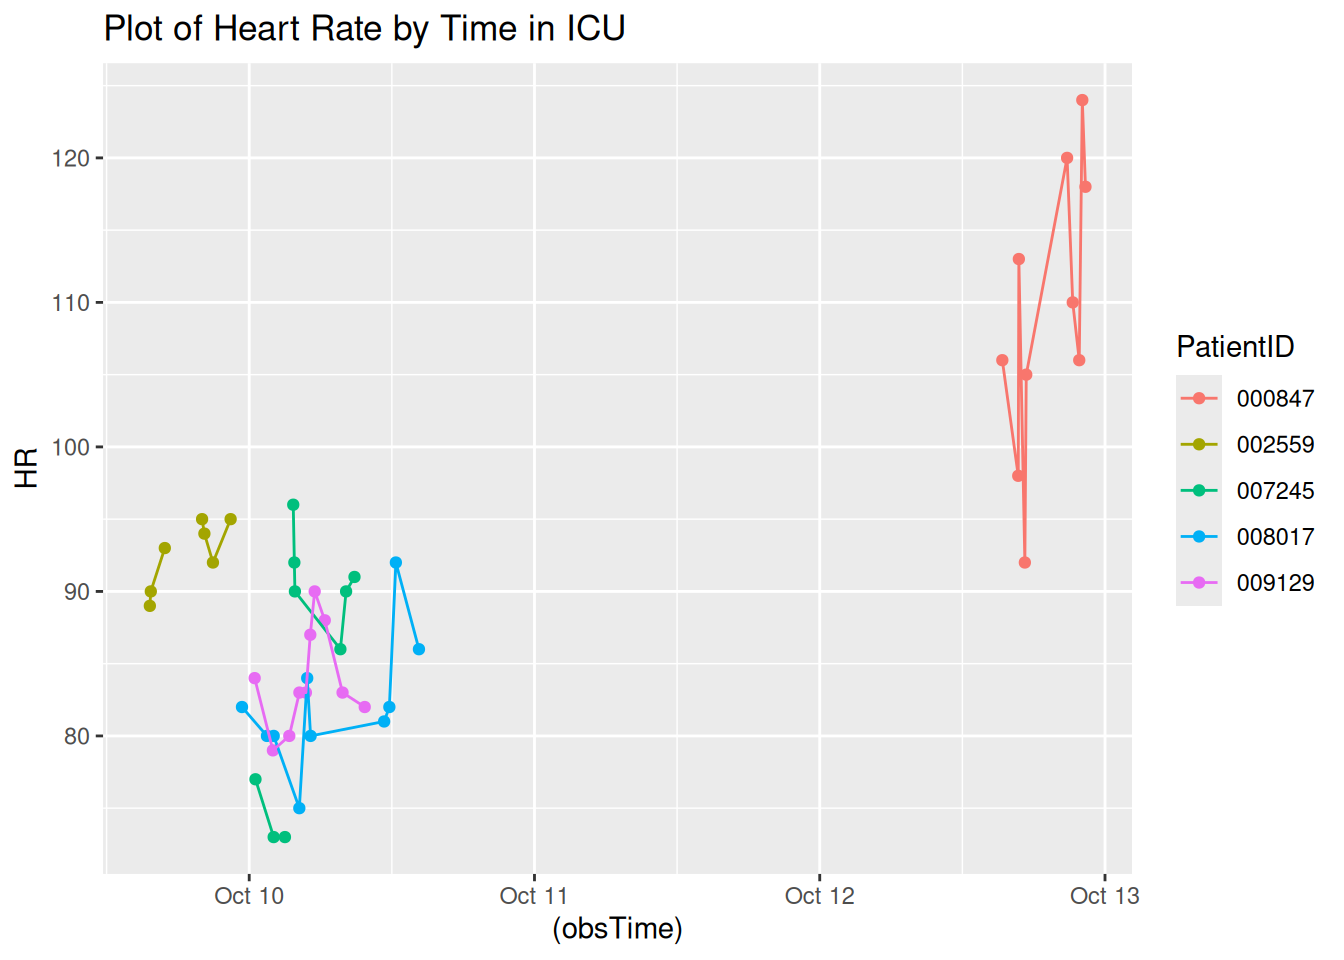 Plot of Heart Rate by Time in ICU
HR
120
110
100
90
80
Oct 10
Oct 11
Oct 12
Oct 13
(obsTime)
PatientID
000847
002559
007245
008017
009129